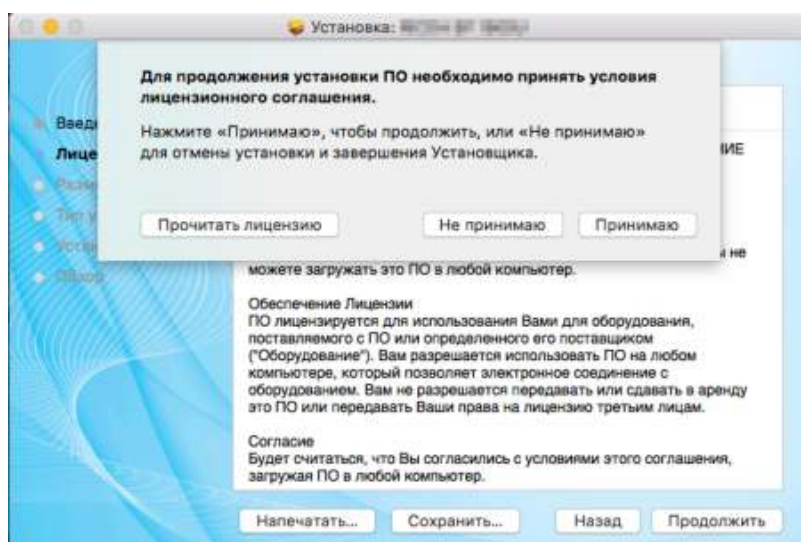 Установка:
Для продолжения установки ПО необходимо принять условия
лицензионного соглашения.
Нажмите «Принимаю», чтобы продолжить, или «Не принимаю»
для отмены установки и завершения Установщика.
Прочитать лицензию
Не принимаю
Принимаю
Введ
Лице
Разм
Тип у
Устан
Обзор
ИЕ
ы не
можете загружать это ПО в любой компьютер.
Обеспечение Лицензии
ПО лицензируется для использования Вами для оборудования,
поставляемого с ПО или определенного его поставщиком
("Оборудование"). Вам разрешается использовать ПО на любом
компьютере, который позволяет электронное соединение с
оборудованием. Вам не разрешается передавать или сдавать в аренду
это ПО или передавать Ваши права на лицензию третьим лицам.
Согласие
Будет считаться, что Вы согласились с условиями этого соглашения,
загружая ПО в любой компьютер.
Напечатать...
Сохранить...
Назад
Продолжить